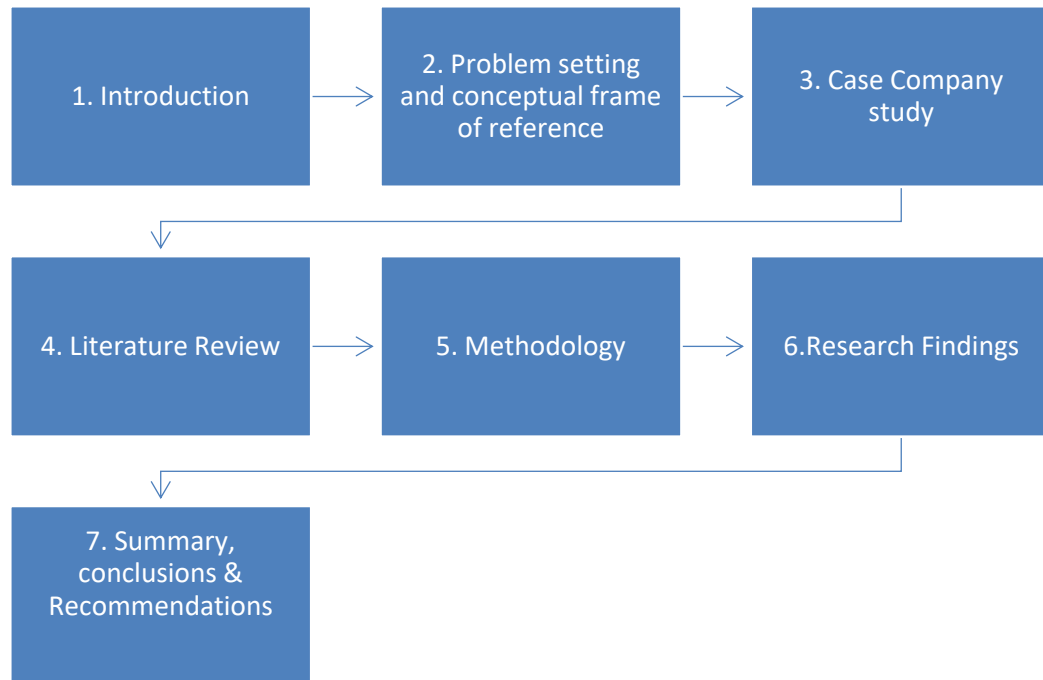 1. Introduction
2. Problem setting
and conceptual frame
of reference
3. Case Company
study
4. Literature Review
5. Methodology
6.Research Findings
7. Summary,
conclusions &
Recommendations